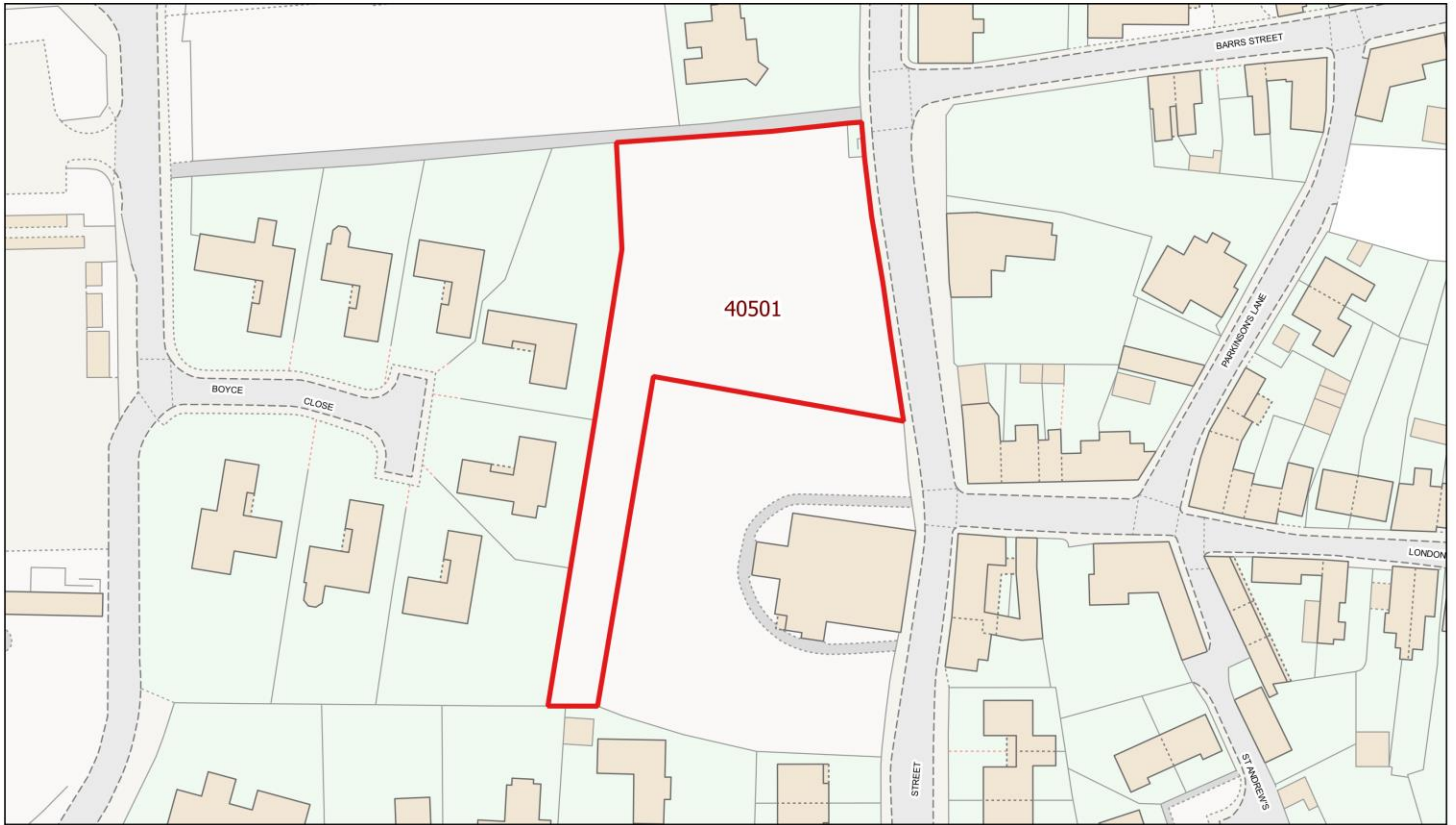 BARRS STREET
40501
PARKINSON'S LANE
BOYCE
CLOSE
LONDON
STREET
ST ANDREW'S